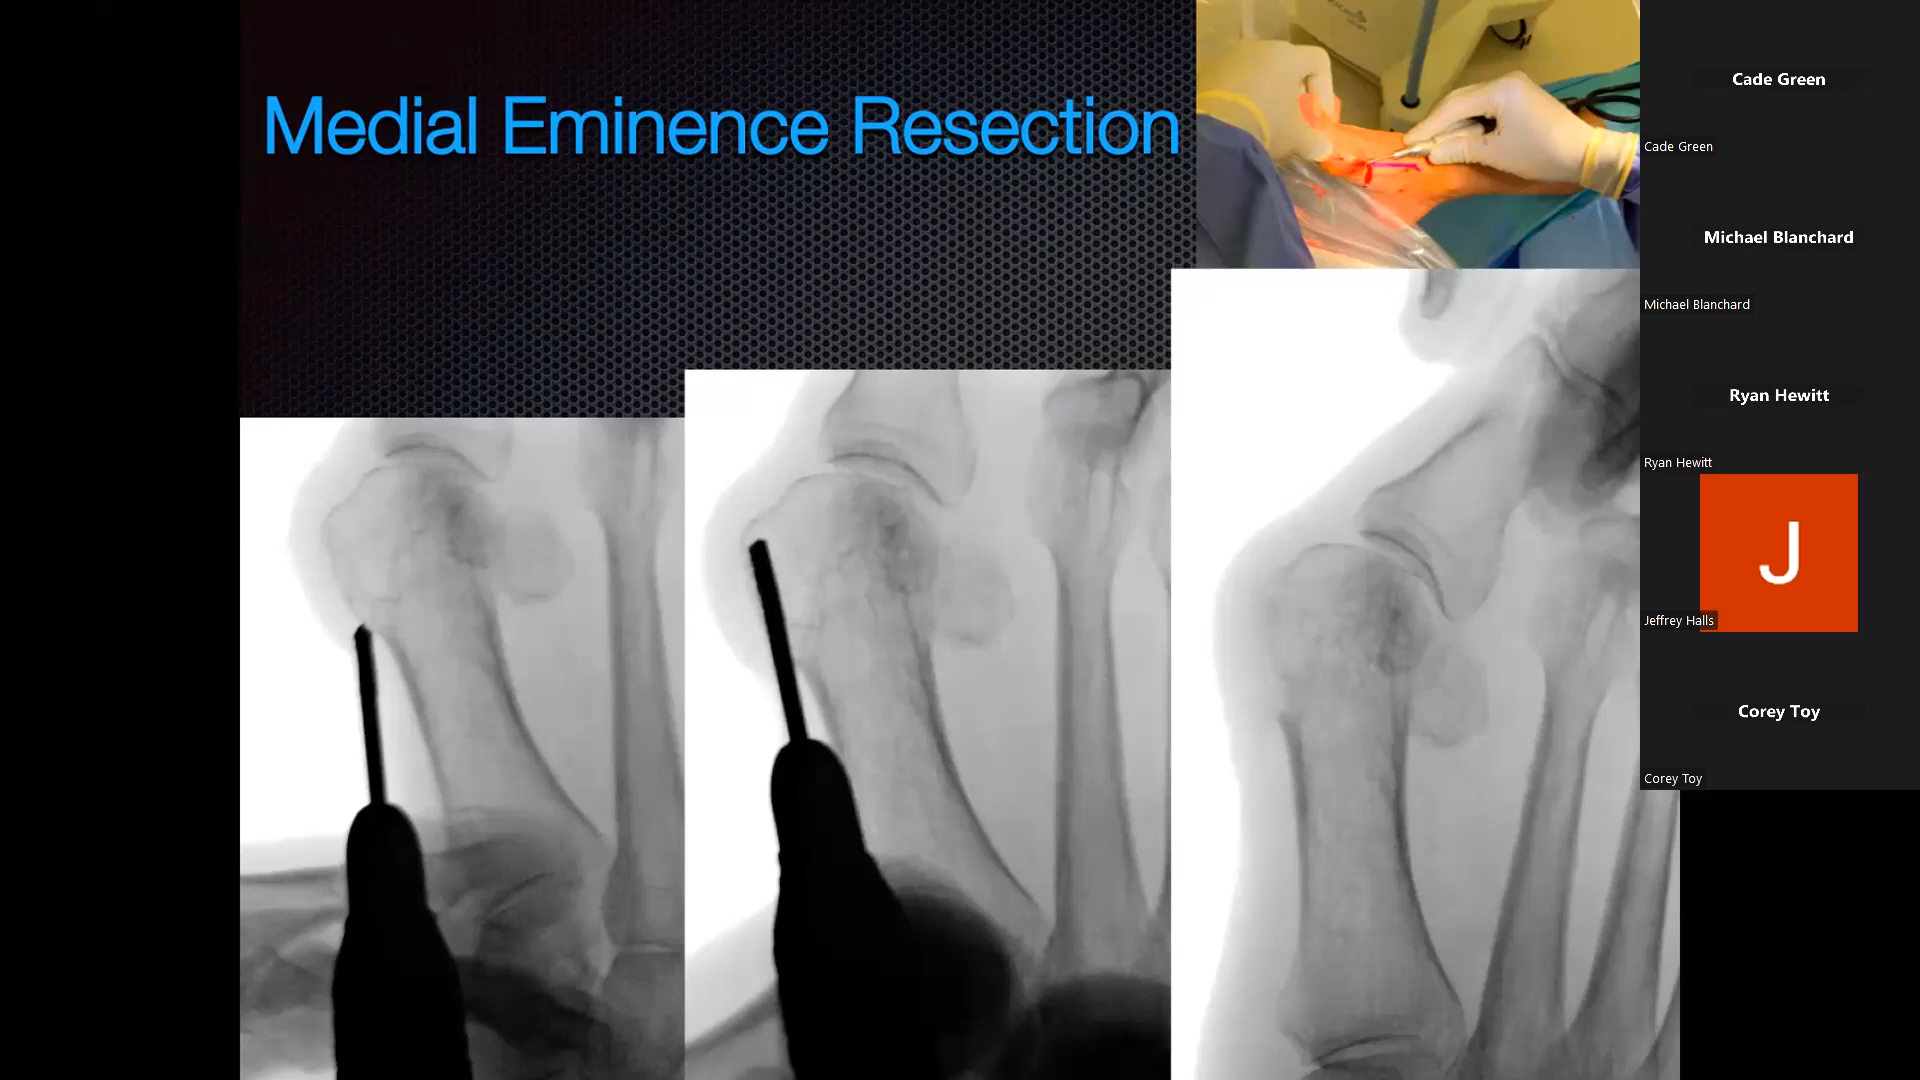 Medial Eminence Resection
Cade Green
Cade Green
Michael Blanchard
Michael Blanchard
Ryan Hewitt
Ryan Hewitt
J
Jeffrey Halls
Corey Toy
Corey Toy